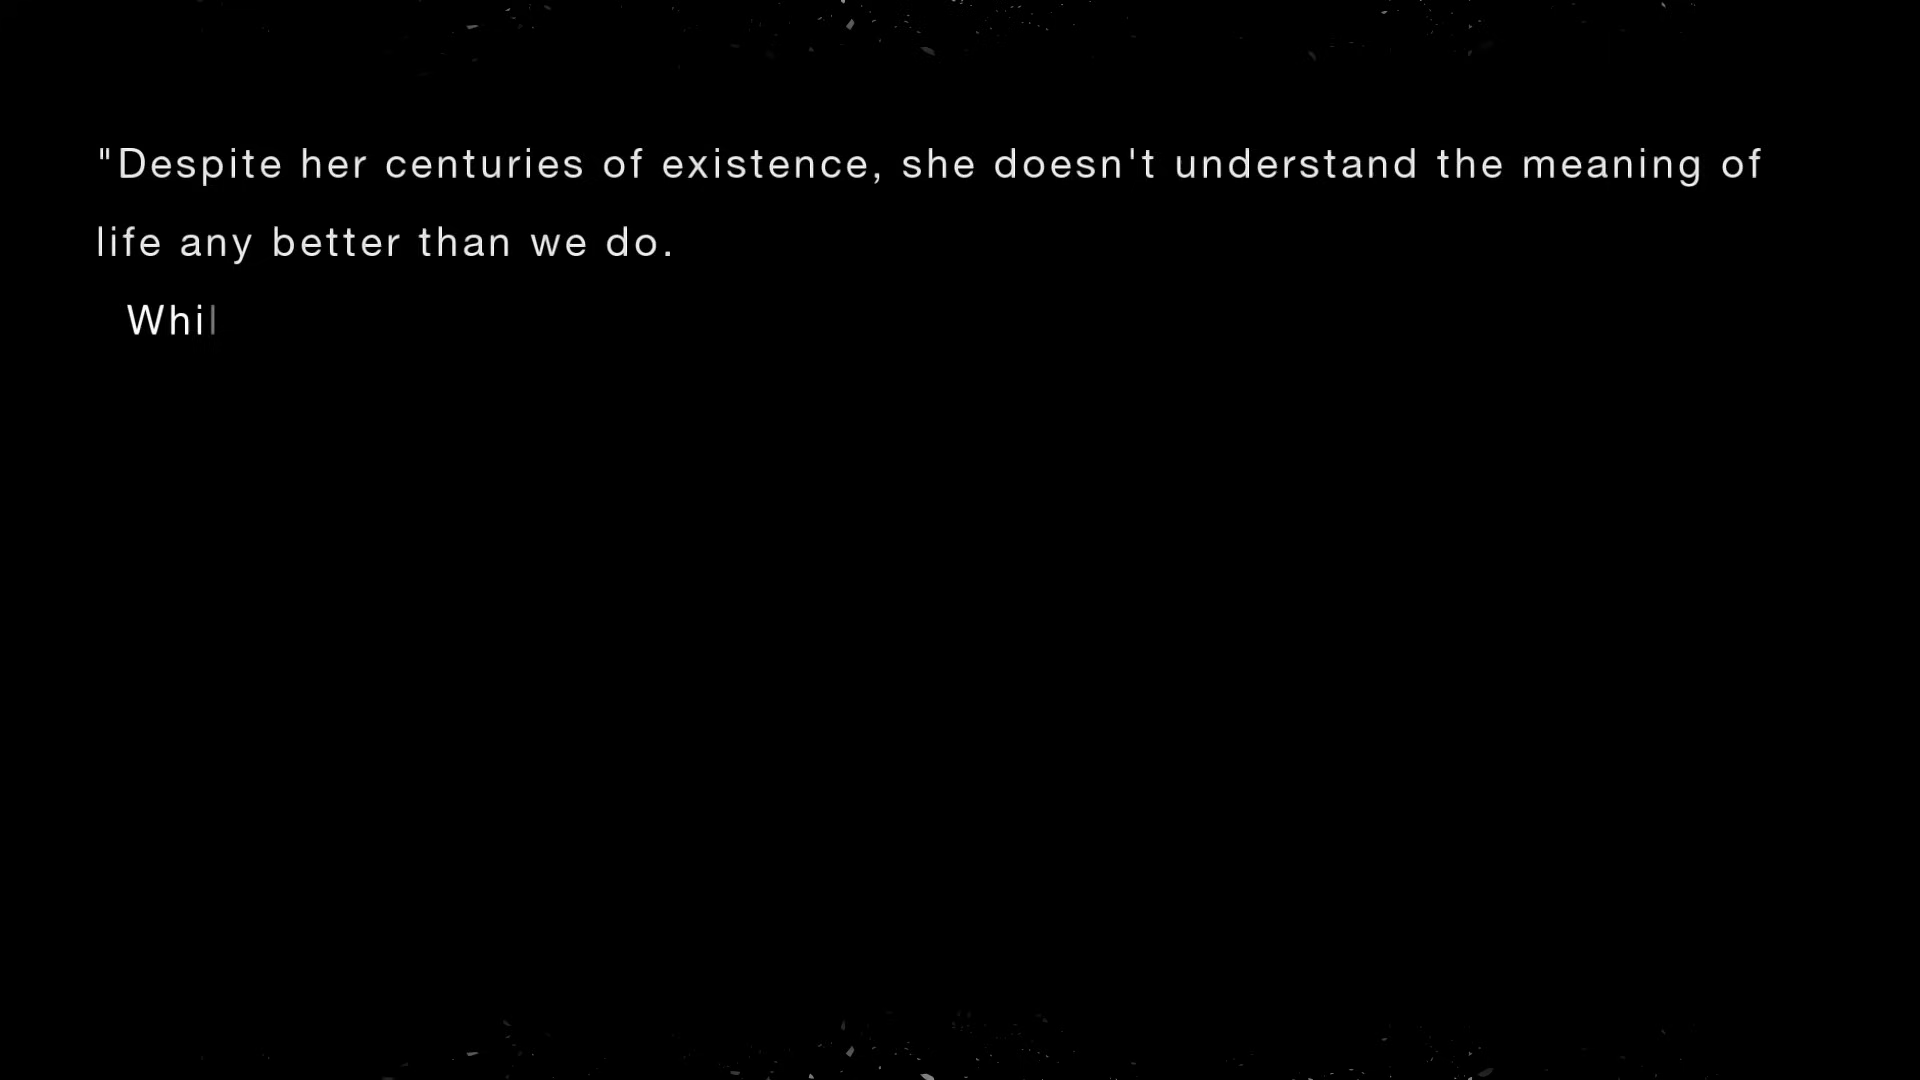 "Despite her centuries of existence, she doesn't understand the meaning of
life any better than we do.
Whil